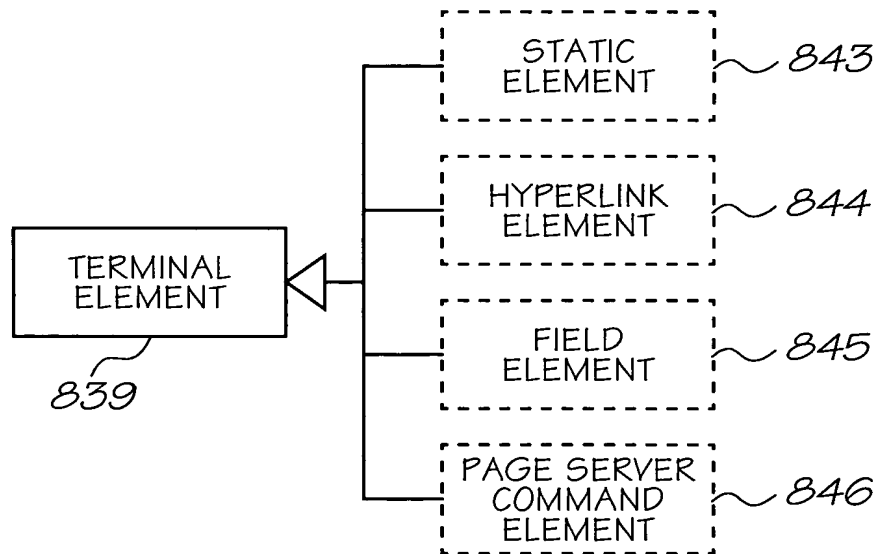 STATIC
ELEMENT
843
HYPERLINK
ELEMENT
844
TERMINAL
ELEMENT
839
FIELD
ELEMENT
845
PAGE SERVER
COMMAND
ELEMENT
846